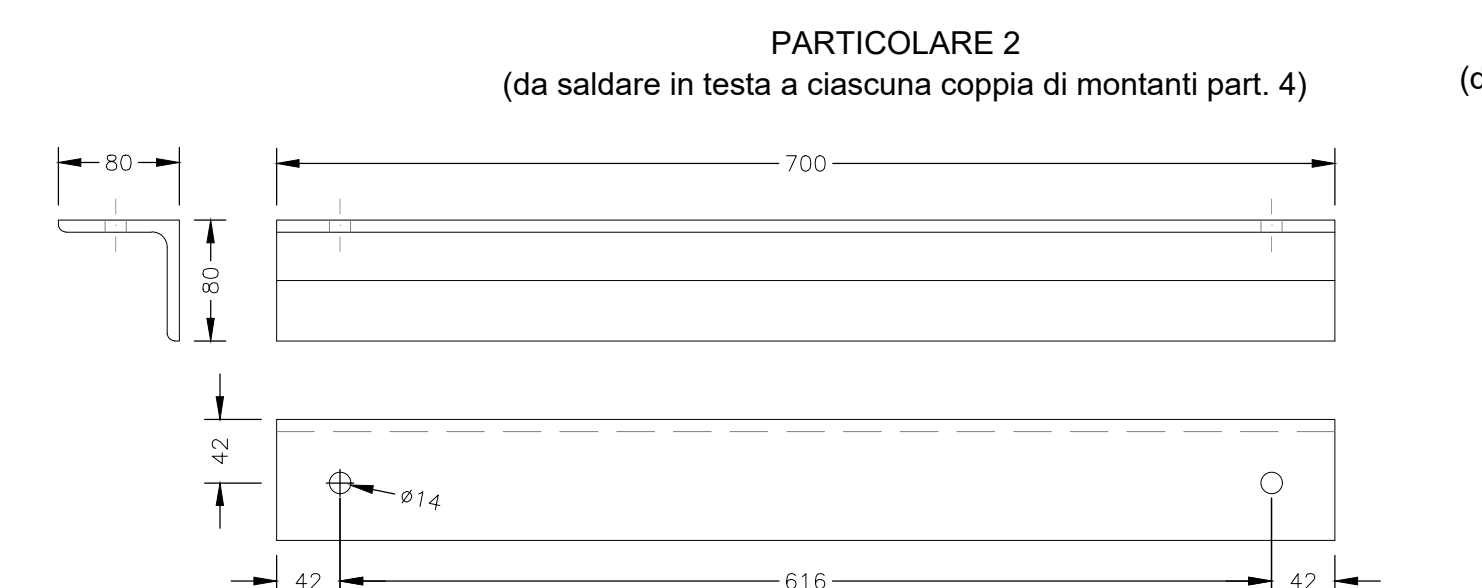 PARTICOLARE 2
(da saldare in testa a ciascuna coppia di montanti part. 4)
(d
80
700
80
42
ø14
42
616
42